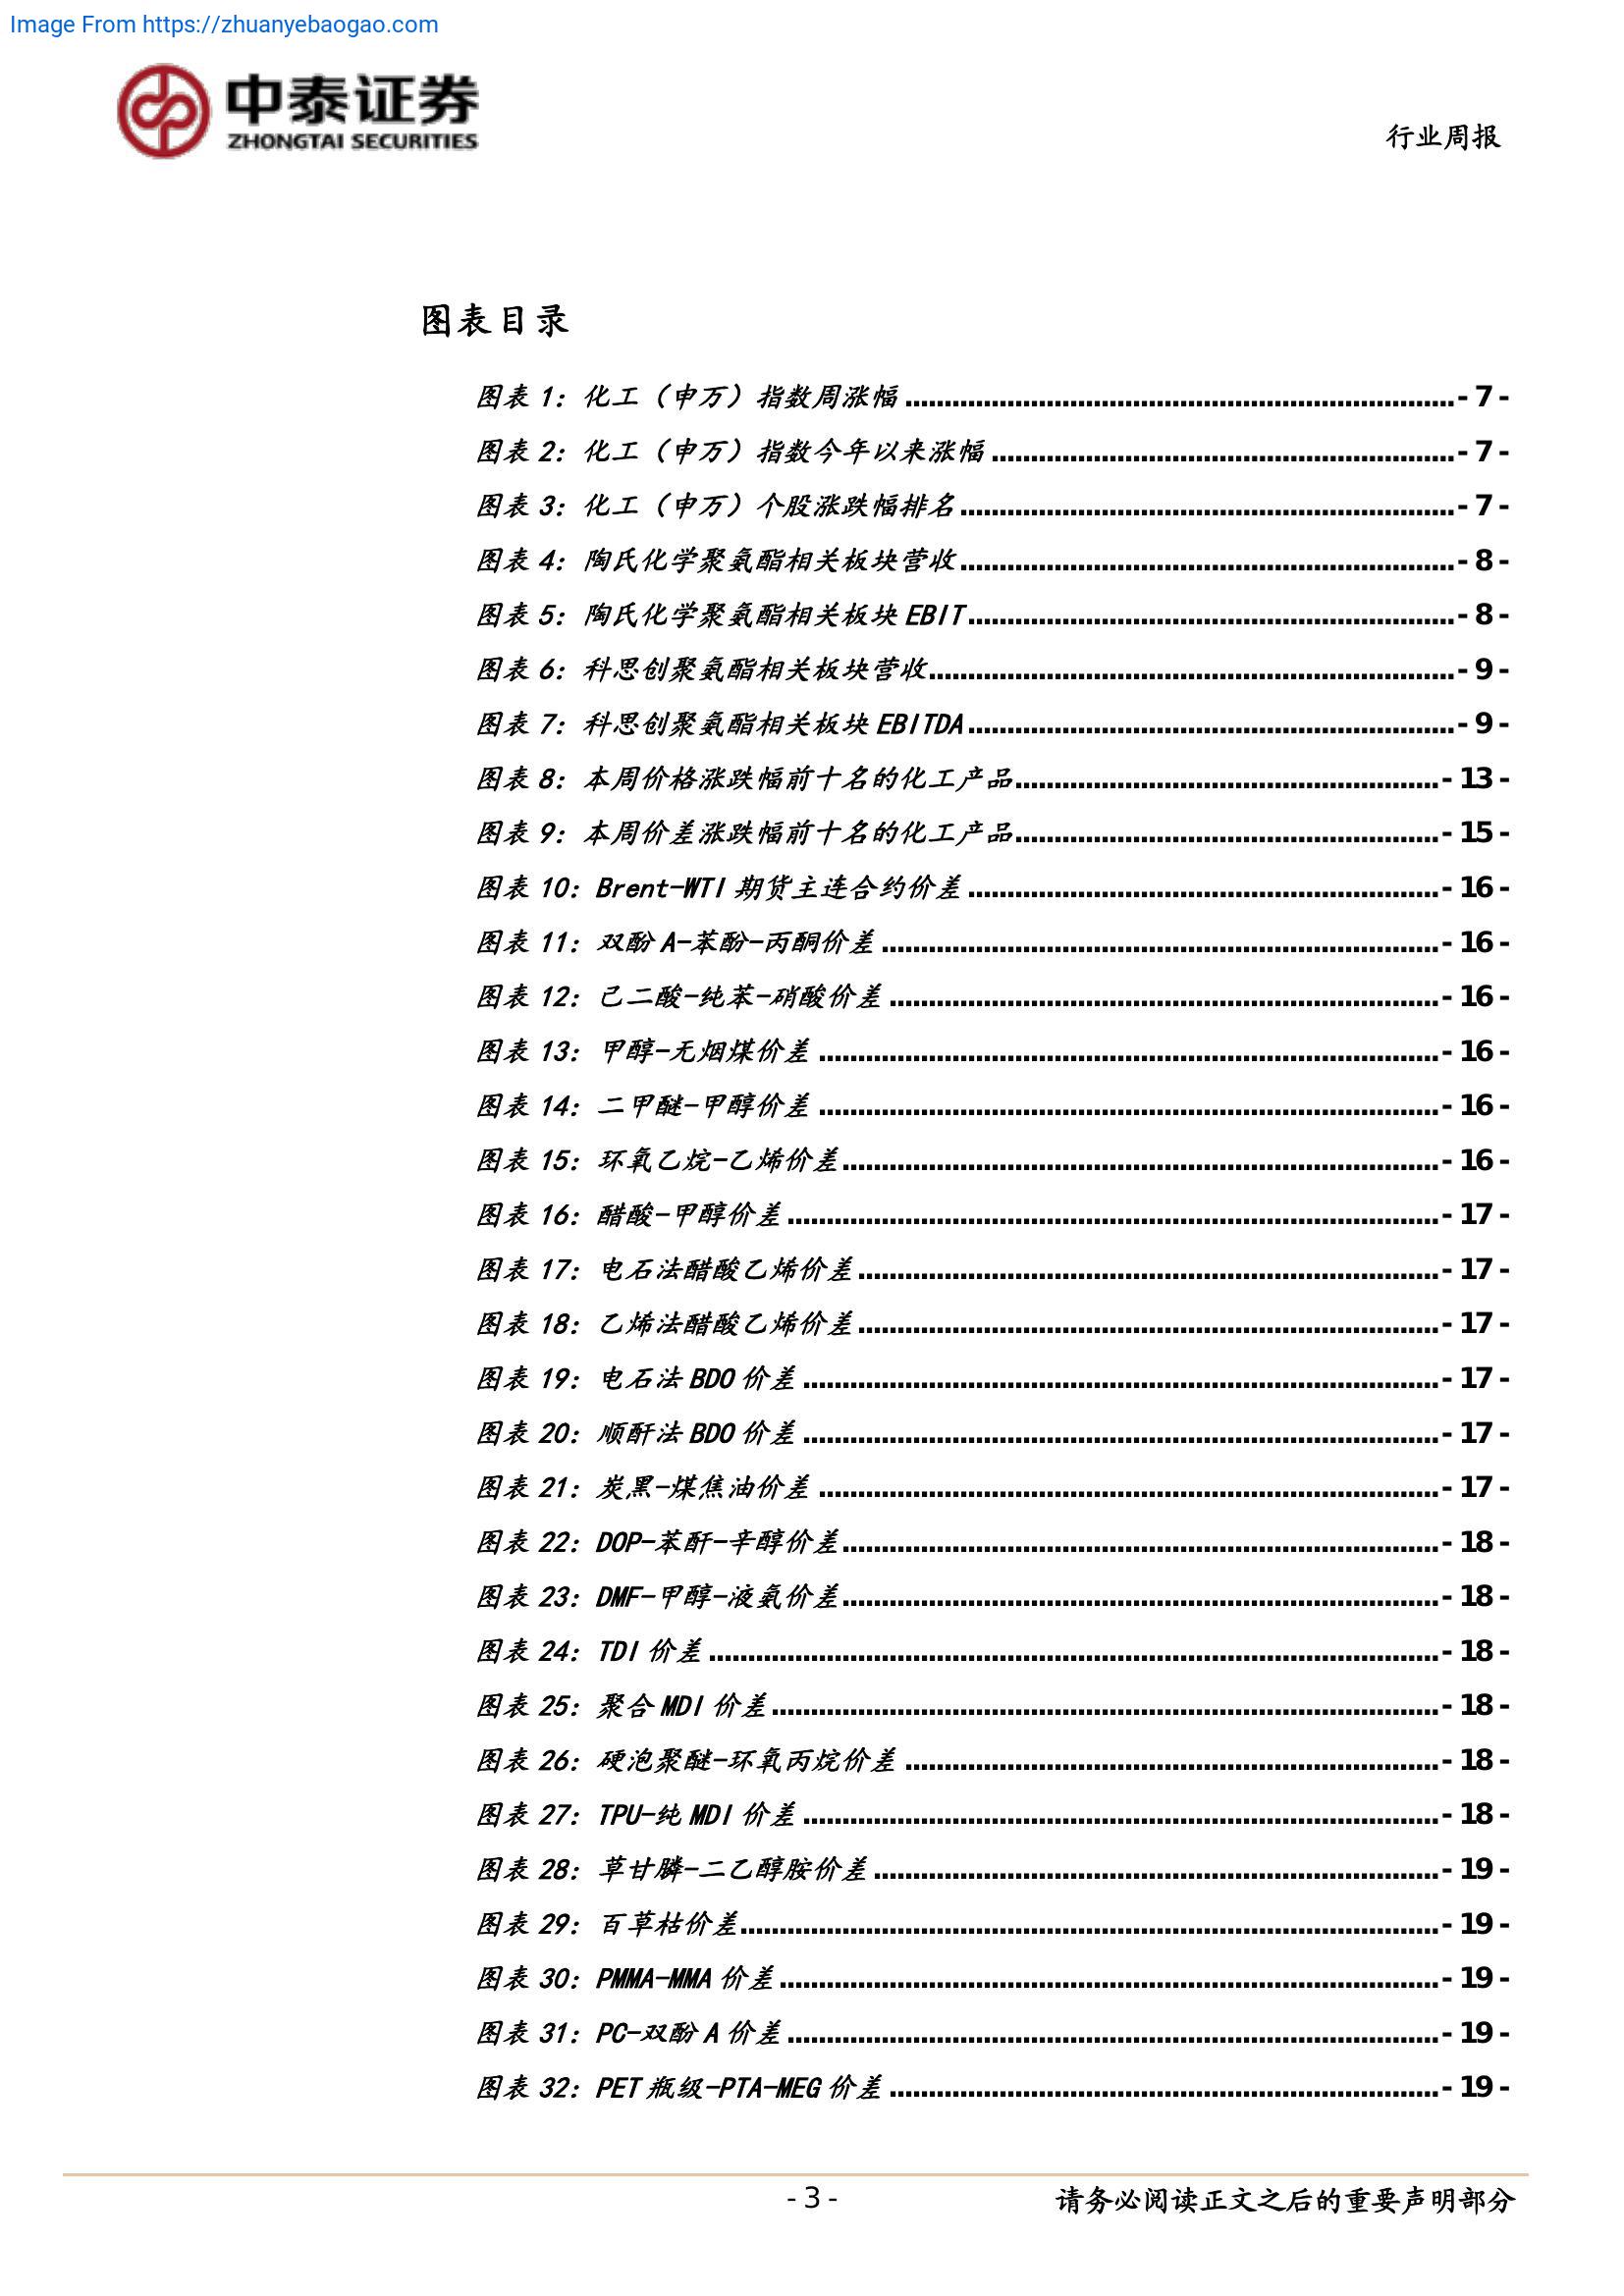 Image From https://zhuanyebaogao.com
中泰证券
ZHONGTAI SECURITIES
行业周报
图表目录
图表 1：化工（申万）指数周涨幅 ........ - 7 -
图表 2：化工（申万）指数今年以来涨幅 ........ - 7 -
图表 3：化工（申万）个股涨跌幅排名 ........ - 7 -
图表 4：陶氏化学聚氨酯相关板块营收 ........ - 8 -
图表 5：陶氏化学聚氨酯相关板块 EBIT ........ - 8 -
图表 6：科思创聚氨酯相关板块营收 ........ - 9 -
图表 7：科思创聚氨酯相关板块 EBITDA ........ - 9 -
图表 8：本周价格涨跌幅前十名的化工产品 ........ - 13 -
图表 9：本周价差涨跌幅前十名的化工产品 ........ - 15 -
图表 10：Brent-WTI 期货主连合约价差 ........ - 16 -
图表 11：双酚 A-苯酚-丙酮价差 ........ - 16 -
图表 12：己二酸-纯苯-硝酸价差 ........ - 16 -
图表 13：甲醇-无烟煤价差 ........ - 16 -
图表 14：二甲醚-甲醇价差 ........ - 16 -
图表 15：环氧乙烷-乙烯价差 ........ - 16 -
图表 16：醋酸-甲醇价差 ........ - 17 -
图表 17：电石法醋酸乙烯价差 ........ - 17 -
图表 18：乙烯法醋酸乙烯价差 ........ - 17 -
图表 19：电石法 BDO 价差 ........ - 17 -
图表 20：顺酐法 BDO 价差 ........ - 17 -
图表 21：炭黑-煤焦油价差 ........ - 17 -
图表 22：DOP-苯酐-辛醇价差 ........ - 18 -
图表 23：DMF-甲醇-液氨价差 ........ - 18 -
图表 24：TDI 价差 ........ - 18 -
图表 25：聚合 MDI 价差 ........ - 18 -
图表 26：硬泡聚醚-环氧丙烷价差 ........ - 18 -
图表 27：TPU-纯 MDI 价差 ........ - 18 -
图表 28：草甘膦-二乙醇胺价差 ........ - 19 -
图表 29：百草枯价差 ........ - 19 -
图表 30：PMMA-MMA 价差 ........ - 19 -
图表 31：PC-双酚 A 价差 ........ - 19 -
图表 32：PET 瓶级-PTA-MEG 价差 ........ - 19 -
- 3 -
请务必阅读正文之后的重要声明部分